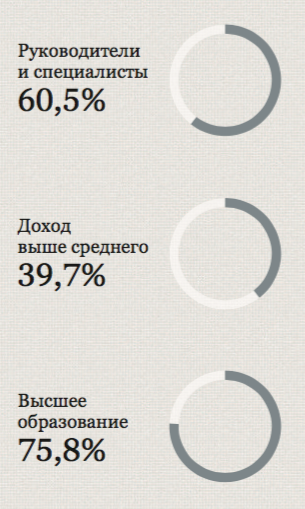 Руководители
и специалисты
60,5%
Доход
выше среднего
39,7%
Высшее
образование
75,8%